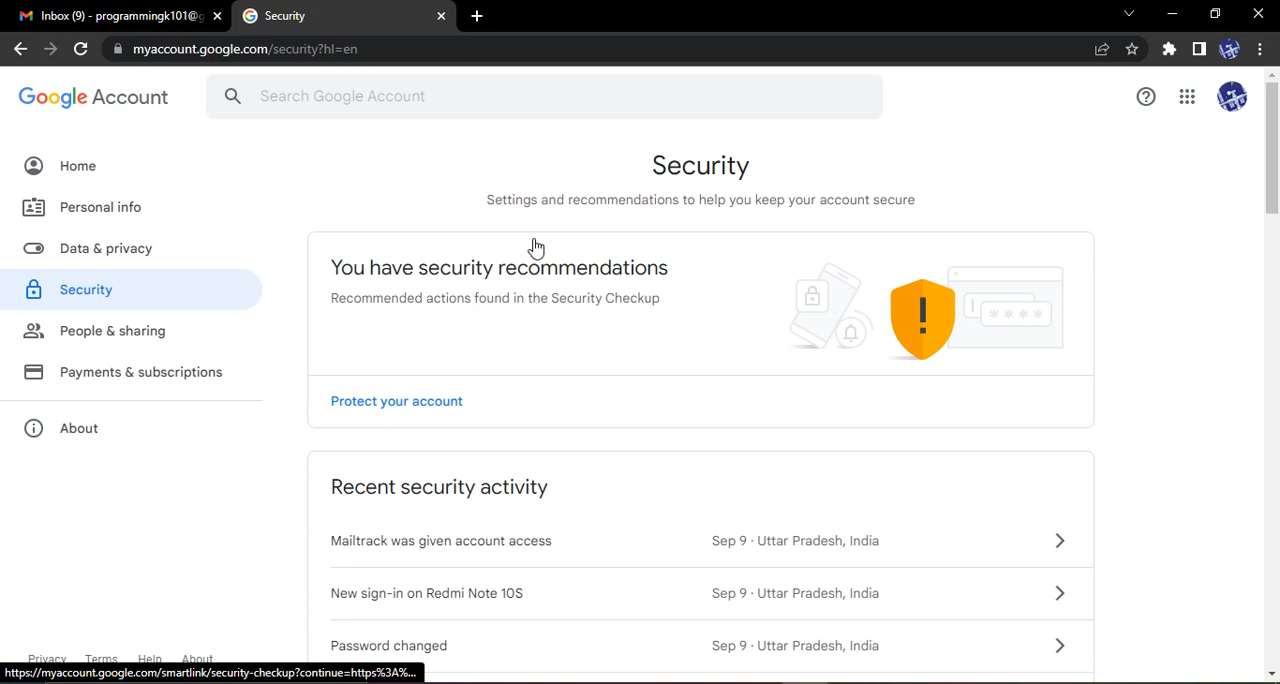 Inbox (9) - programmingk101@g
Security
myaccount.google.com/security?hl=en
Google Account
Search Google Account
Home
Personal info
Data & privacy
Security
People & sharing
Payments & subscriptions
About
Security
Settings and recommendations to help you keep your account secure
You have security recommendations
Recommended actions found in the Security Checkup
* * * *
Protect your account
Recent security activity
Mailtrack was given account access Sep 9 · Uttar Pradesh, India
New sign-in on Redmi Note 10S Sep 9 · Uttar Pradesh, India
Password changed Sep 9 · Uttar Pradesh, India
Privacy Terms Help About
https://myaccount.google.com/smartlink/security-checkup?continue=https%3A%...